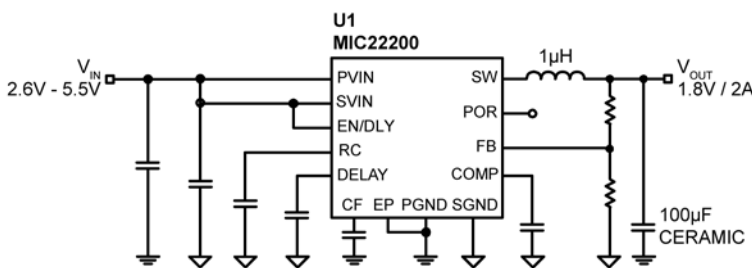 U1
MIC22200
V_IN
2.6V - 5.5V
PVIN
SVIN
EN/DLY
RC
DELAY
CF
EP
PGND
SGND
SW
POR
FB
COMP
1µH
V_OUT
1.8V / 2A
100µF
CERAMIC